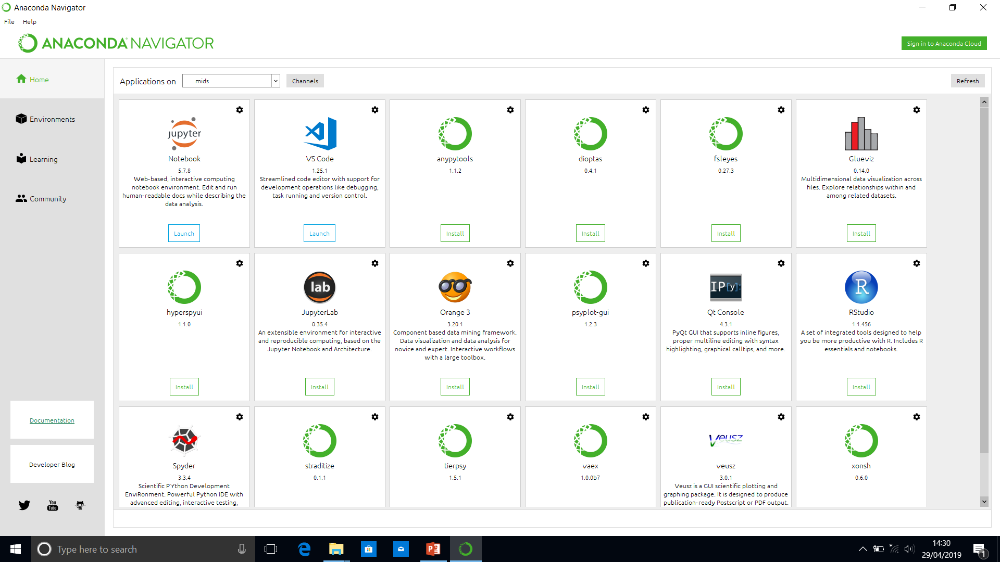 Anaconda Navigator
File Help
ANACONDA NAVIGATOR
Sign in to Anaconda Cloud
Home
Environments
Learning
Community
Documentation
Developer Blog
You
Tube
Applications on mids Channels Refresh
jupyter
Notebook
5.7.8
Web-based, interactive computing
notebook environment. Edit and run
human-readable docs while describing the
data analysis.
Launch
VS Code
1.25.1
Streamlined code editor with support for
development operations like debugging,
task running and version control.
Launch
anypytools
1.1.2
Install
dioptas
0.4.1
Install
fsleyes
0.27.3
Install
Glueviz
0.14.0
Multidimensional data visualization across
files. Explore relationships within and
among related datasets.
Install
hyperspyui
1.1.0
Install
lab
JupyterLab
0.35.4
An extensible environment for interactive
and reproducible computing, based on the
Jupyter Notebook and Architecture.
Install
Orange 3
3.20.1
Component based data mining framework.
Data visualization and data analysis for
novice and expert. Interactive workflows
with a large toolbox.
Install
psyplot-gui
1.2.3
Install
IP[y]:
Qt Console
4.3.1
PyQt GUI that supports inline figures,
proper multiline editing with syntax
highlighting, graphical calltips, and more.
Install
R
RStudio
1.1.456
A set of integrated tools designed to help
you be more productive with R. Includes R
essentials and notebooks.
Install
Spyder
3.3.4
Scientific PYthon Development
EnviRonment. Powerful Python IDE with
advanced editing, interactive testing,
straditize
0.1.1
tierpsy
1.5.1
vaex
1.0.0b7
Veusz
veusz
3.0.1
Veusz is a GUI scientific plotting and
graphing package. It is designed to produce
publication-ready Postscript or PDF output.
xonsh
0.6.0
Type here to search
14:30
29/04/2019
1